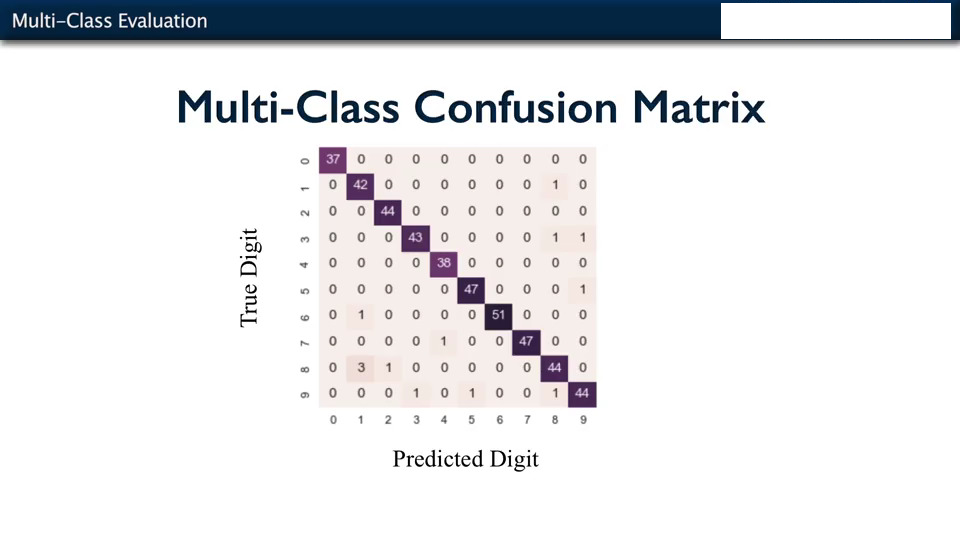 Multi-Class Evaluation
Multi-Class Confusion Matrix
True Digit
0 37 0 0 0 0 0 0 0 0 0
1 0 42 0 0 0 0 0 0 1 0
2 0 0 44 0 0 0 0 0 0 0
3 0 0 0 43 0 0 0 0 1 1
4 0 0 0 0 38 0 0 0 0 0
5 0 0 0 0 0 47 0 0 0 1
6 0 1 0 0 0 0 51 0 0 0
7 0 0 0 0 1 0 0 47 0 0
8 0 3 1 0 0 0 0 0 44 0
9 0 0 0 1 0 1 0 0 1 44
0 1 2 3 4 5 6 7 8 9
Predicted Digit